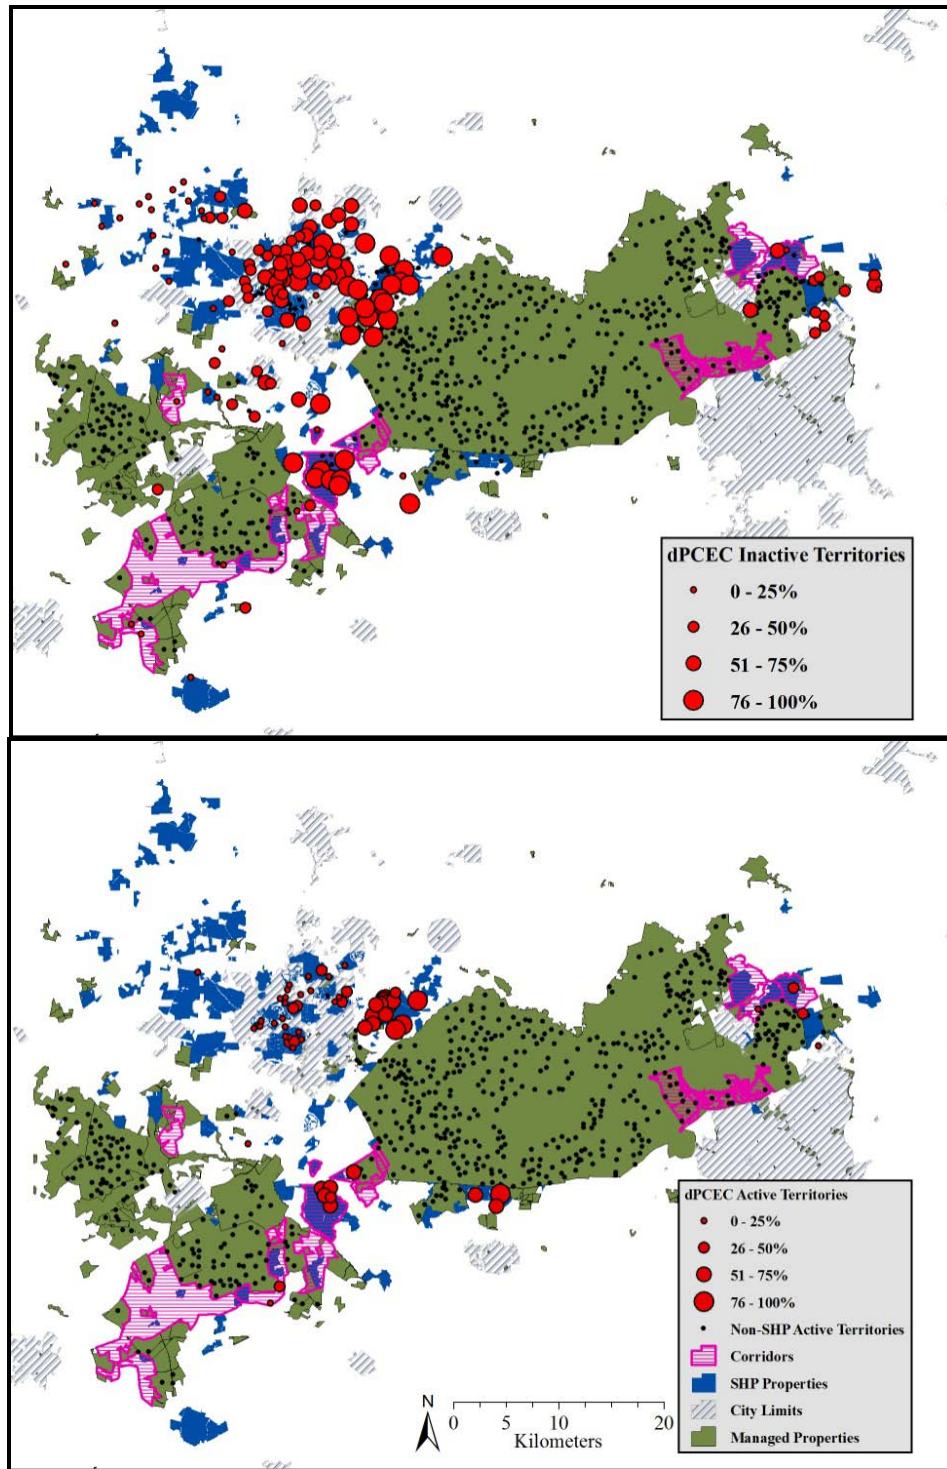 dPCEC Inactive Territories
0 - 25%
26 - 50%
51 - 75%
76 - 100%
dPCEC Active Territories
0 - 25%
26 - 50%
51 - 75%
76 - 100%
Non-SHP Active Territories
Corridors
SHP Properties
City Limits
Managed Properties
N
0 5 10 20
Kilometers